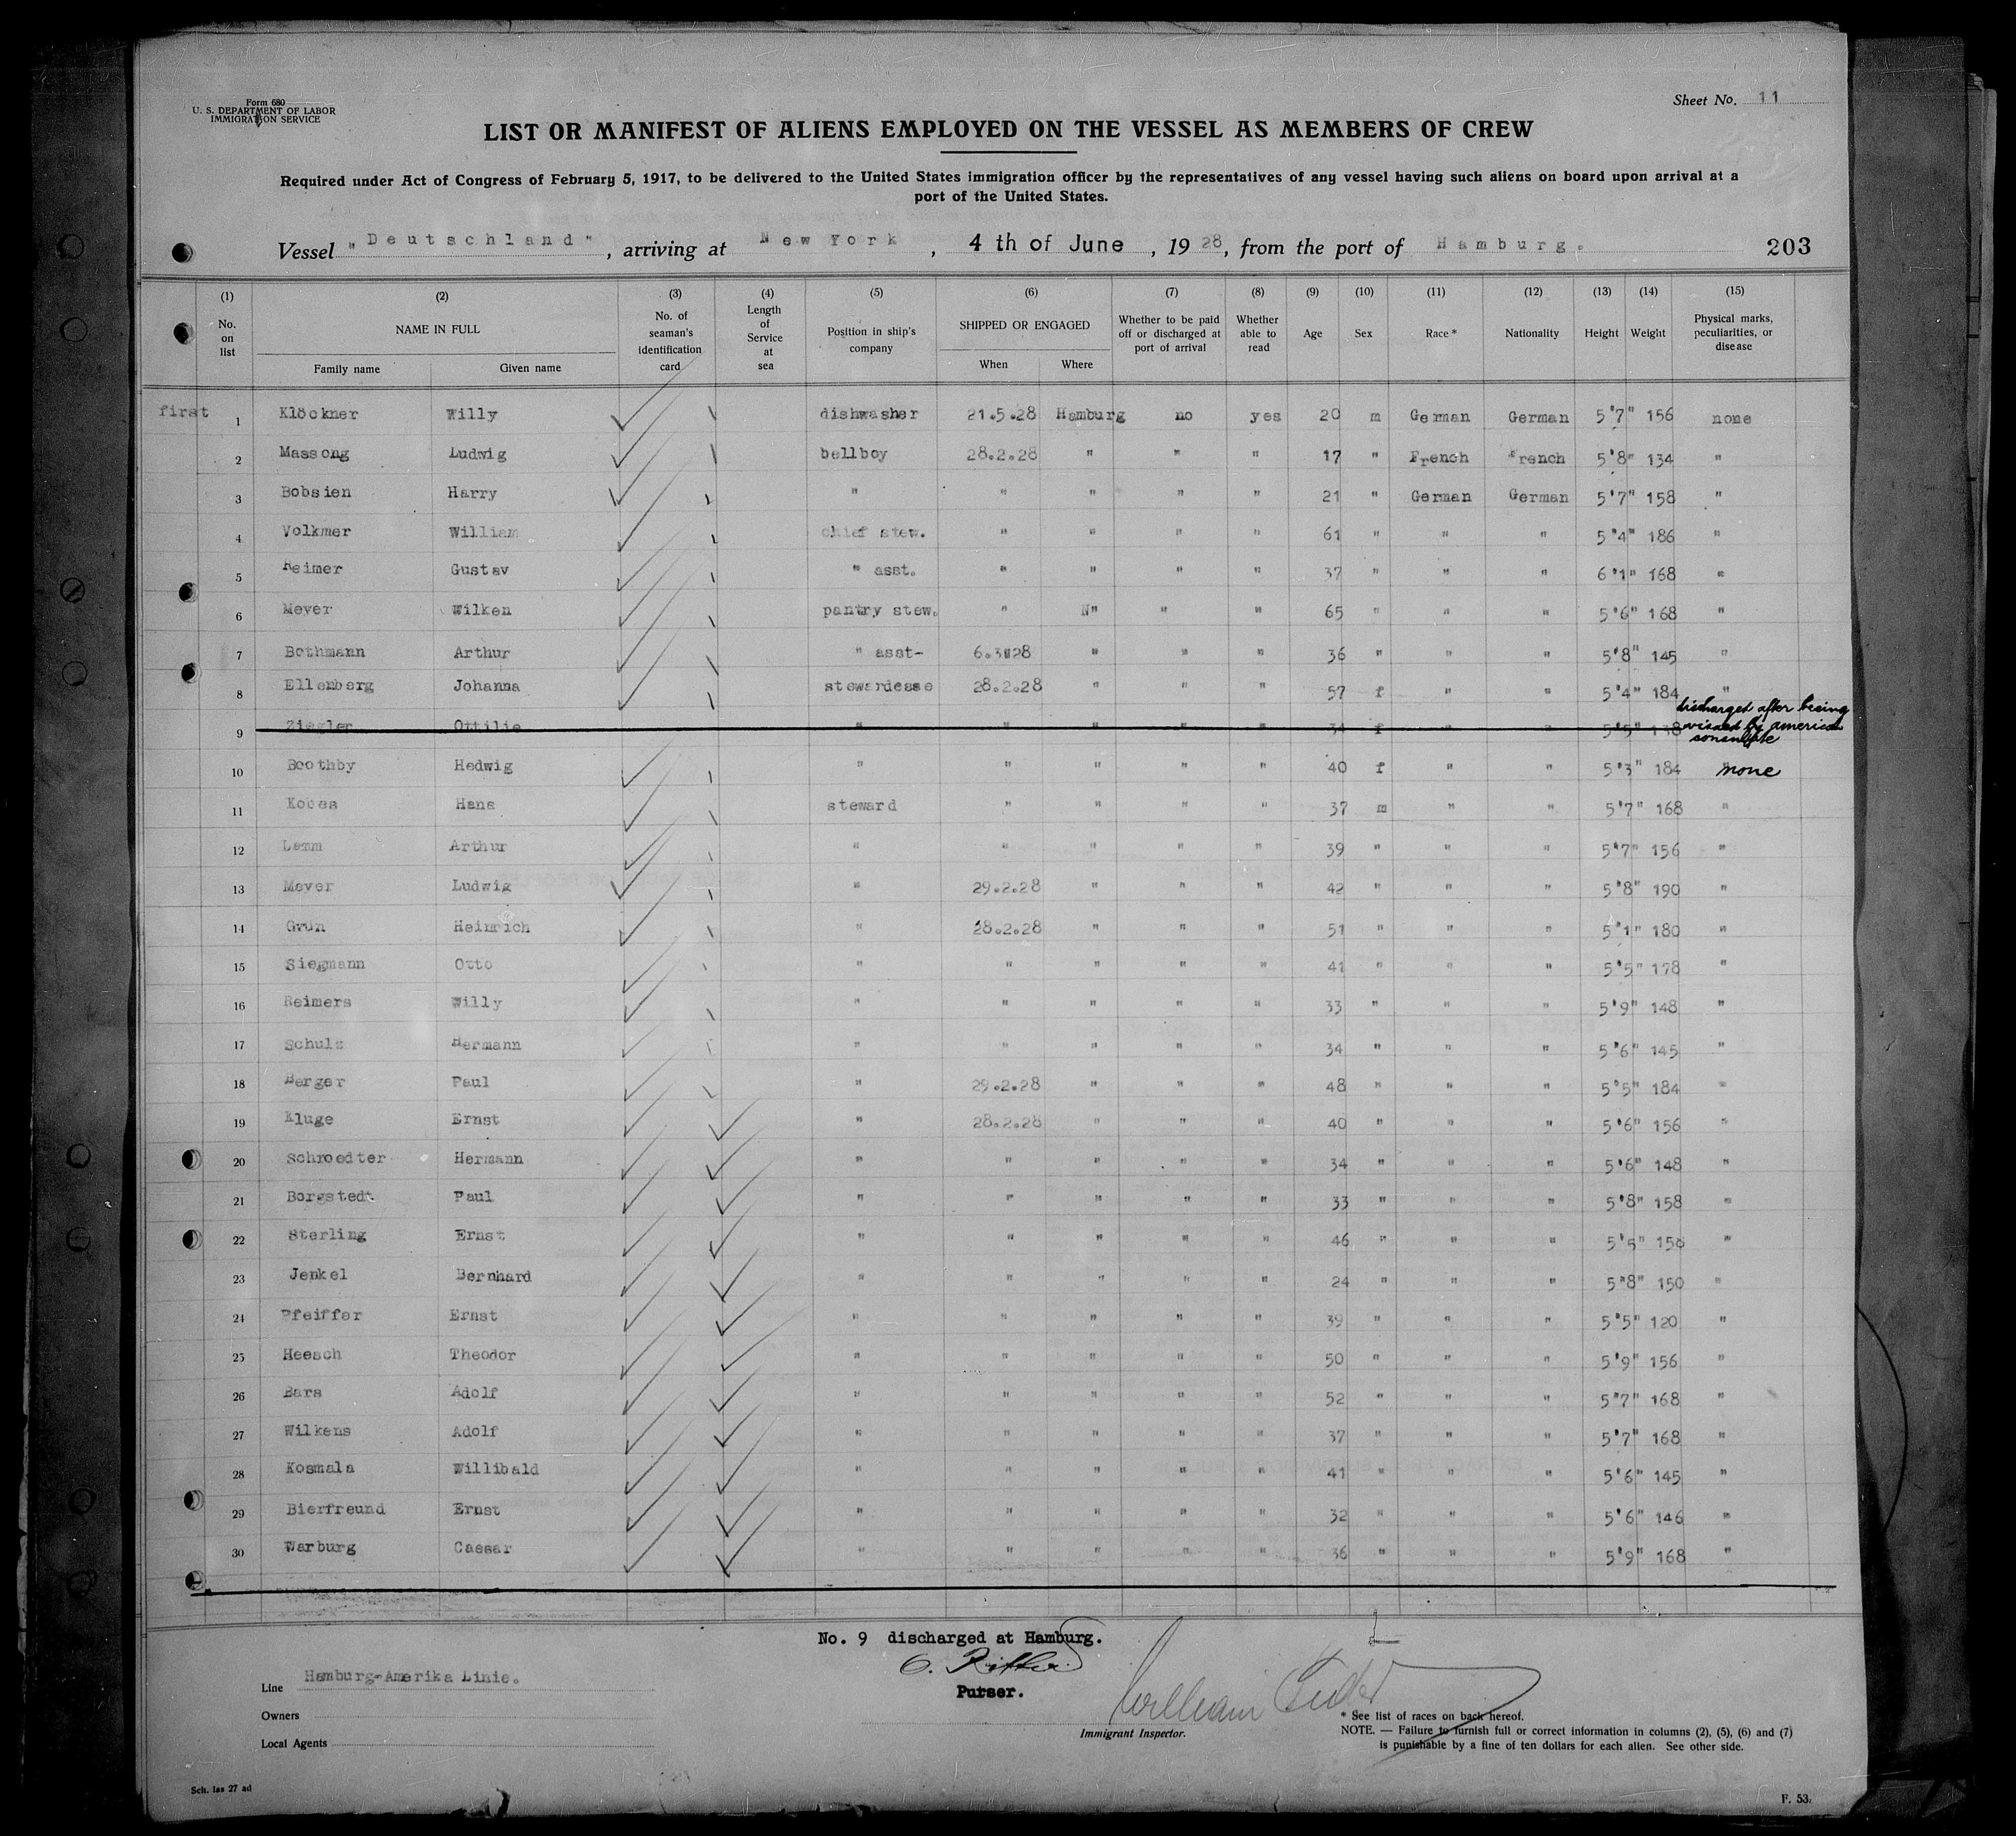 Form 680
U. S. DEPARTMENT OF LABOR
IMMIGRATION SERVICE
Sheet No. 11
LIST OR MANIFEST OF ALIENS EMPLOYED ON THE VESSEL AS MEMBERS OF CREW
Required under Act of Congress of February 5, 1917, to be delivered to the United States immigration officer by the representatives of any vessel having such aliens on board upon arrival at a
port of the United States.
Vessel "Deutschland", arriving at New York, 4 th of June, 1928, from the port of Hamburg. 203
(1) (2) (3) (4) (5) (6) (7) (8) (9) (10) (11) (12) (13) (14) (15)
No. on list NAME IN FULL Family name Given name No. of seaman's identification card Length of Service at sea Position in ship's company SHIPPED OR ENGAGED When Where Whether to be paid off or discharged at port of arrival Whether able to read Age Sex Race* Nationality Height Weight Physical marks, peculiarities, or disease
first 1 Klöckner Willy dishwasher 21.5.28 Hamburg no yes 20 m German German 5'7" 156 none
2 Massong Ludwig bellboy 28.2.28 " " " 17 " French French 5'8" 134 "
3 Bobsien Harry " " " " " 21 " German German 5'7" 158 "
4 Volkmer William chief stew. " " " " 61 " " " 5'4" 186 "
5 Reimer Gustav " asst. " " " " 37 " " " 6'1" 168 "
6 Meyer Wilken pantry stew. " N" " " 65 " " " 5'6" 168 "
7 Bothmann Arthur " asst- 6.3.28 " " " 36 " " " 5'8" 145 "
8 Ellenberg Johanna stewardesse 28.2.28 " " " 57 f " " 5'4" 184 "
9 Ziegler Ottilie " " " " " 34 f " " 5'5" 138 discharged after being visaed by american consulate
10 Boothby Hedwig " " " " " 40 f " " 5'3" 184 none
11 Kobes Hans steward " " " " 37 m " " 5'7" 168 "
12 Lamm Arthur " " " " " 39 " " " 5'7" 156 "
13 Meyer Ludwig " 29.2.28 " " " 42 " " " 5'8" 190 "
14 Grün Heinrich " 28.2.28 " " " 51 " " " 5'1" 180 "
15 Siegmann Otto " " " " " 41 " " " 5'5" 178 "
16 Reimers Willy " " " " " 33 " " " 5'9" 148 "
17 Schulz Hermann " " " " " 34 " " " 5'6" 145 "
18 Berger Paul " 29.2.28 " " " 48 " " " 5'5" 184 "
19 Kluge Ernst " 28.2.28 " " " 40 " " " 5'6" 156 "
20 Schroedter Hermann " " " " " 34 " " " 5'6" 148 "
21 Borgstedt Paul " " " " " 33 " " " 5'8" 158 "
22 Sterling Ernst " " " " " 46 " " " 5'5" "
23 Jenkel Bernhard " " " " " 24 " " " 5'8" 150 "
24 Pfeiffer Ernst " " " " " 39 " " " 5'5" 120 "
25 Heesch Theodor " " " " " 50 " " " 5'9" 156 "
26 Bars Adolf " " " " " 52 " " " 5'7" 168 "
27 Wilkens Adolf " " " " " 37 " " " 5'7" 168 "
28 Kosmala Willibald " " " " " 41 " " " 5'6" 145 "
29 Bierfreund Ernst " " " " " 32 " " " 5'6" 146 "
30 Warburg Caesar " " " " " 36 " " " 5'9" 168 "
No. 9 discharged at Hamburg.
Purser.
Line Hamburg-Amerika Linie.
Owners
Local Agents
William
Immigrant Inspector.
* See list of races on back hereof.
NOTE. — Failure to furnish full or correct information in columns (2), (5), (6) and (7)
is punishable by a fine of ten dollars for each alien. See other side.
Sch. las 27 ad
F. 53.